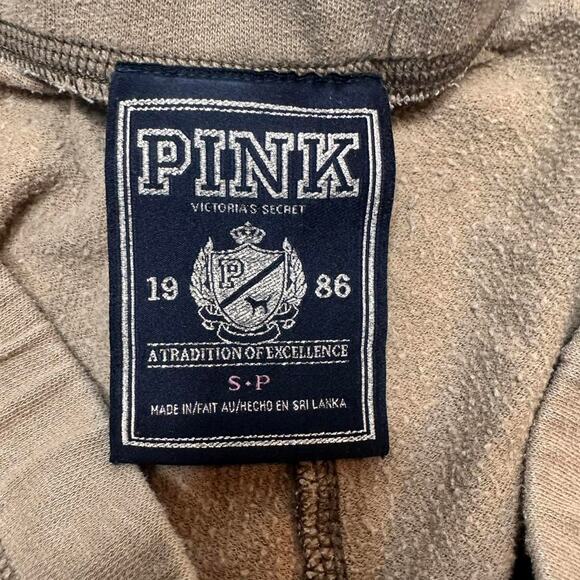 PINK
VICTORIA'S SECRET
P
19 86
A TRADITION OF EXCELLENCE
S•P
MADE IN/FAIT AU/HECHO EN SRI LANKA